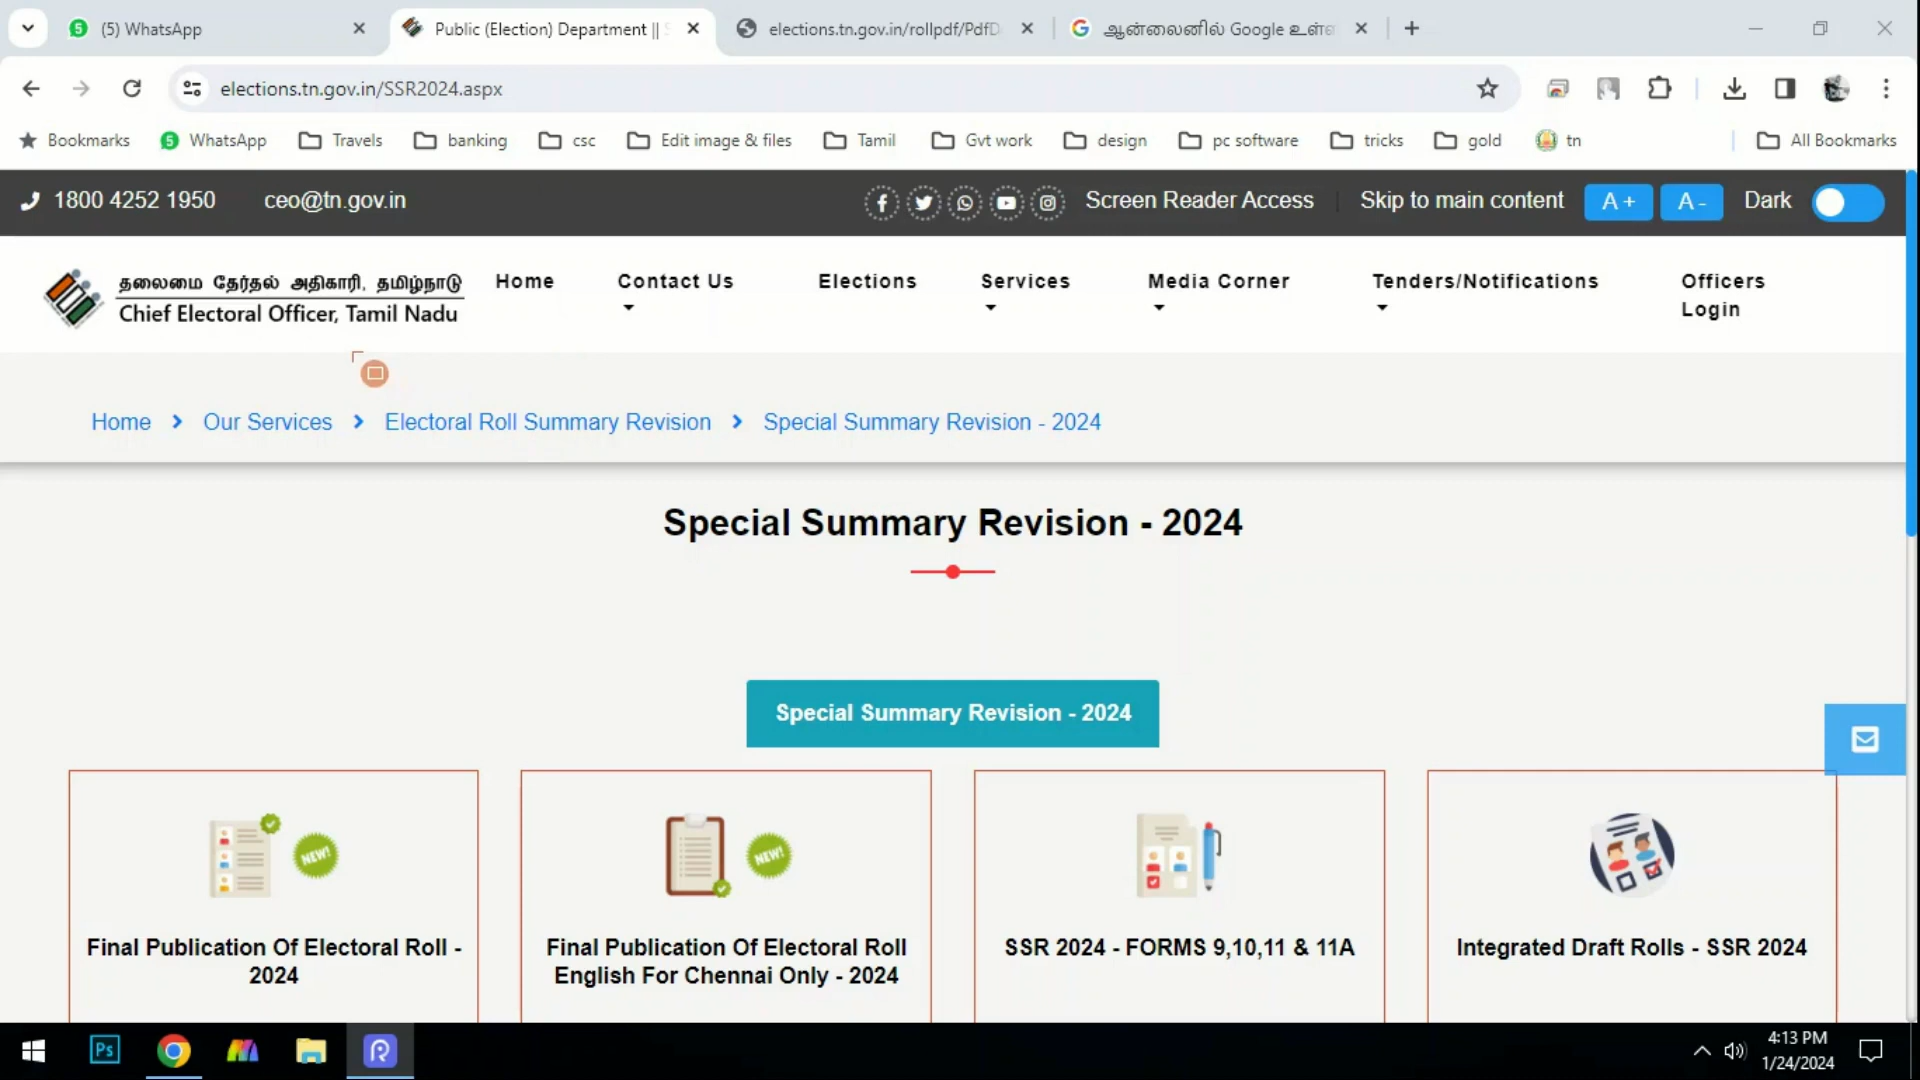 (5) WhatsApp
Public (Election) Department ||
elections.tn.gov.in/rollpdf/PdfD
ஆன்லைனில் Google உள்ள
elections.tn.gov.in/SSR2024.aspx
Bookmarks
WhatsApp
Travels
banking
csc
Edit image & files
Tamil
Gvt work
design
pc software
tricks
gold
tn
All Bookmarks
1800 4252 1950
ceo@tn.gov.in
Screen Reader Access
Skip to main content
A +
A -
Dark
தலைமை தேர்தல் அதிகாரி, தமிழ்நாடு
Chief Electoral Officer, Tamil Nadu
Home
Contact Us
Elections
Services
Media Corner
Tenders/Notifications
Officers
Login
Home > Our Services > Electoral Roll Summary Revision > Special Summary Revision - 2024
Special Summary Revision - 2024
Special Summary Revision - 2024
NEW!
Final Publication Of Electoral Roll -
2024
NEW!
Final Publication Of Electoral Roll
English For Chennai Only - 2024
SSR 2024 - FORMS 9,10,11 & 11A
Integrated Draft Rolls - SSR 2024
Ps
4:13 PM
1/24/2024